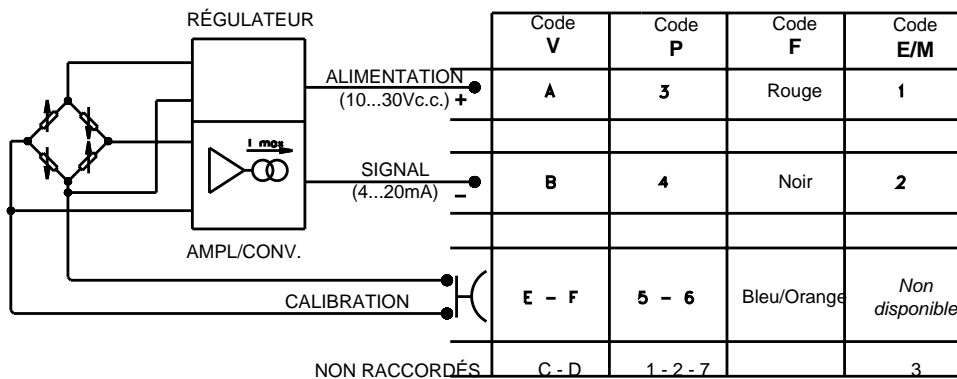 RÉGULATEUR
Code V
Code P
Code F
Code E/M
ALIMENTATION
(10...30Vc.c.) +
A 3 Rouge 1
I max
SIGNAL
(4...20mA) −
B 4 Noir 2
AMPL/CONV.
CALIBRATION
E - F 5 - 6 Bleu/Orange Non disponible
NON RACCORDÉS C - D 1 - 2 - 7 3